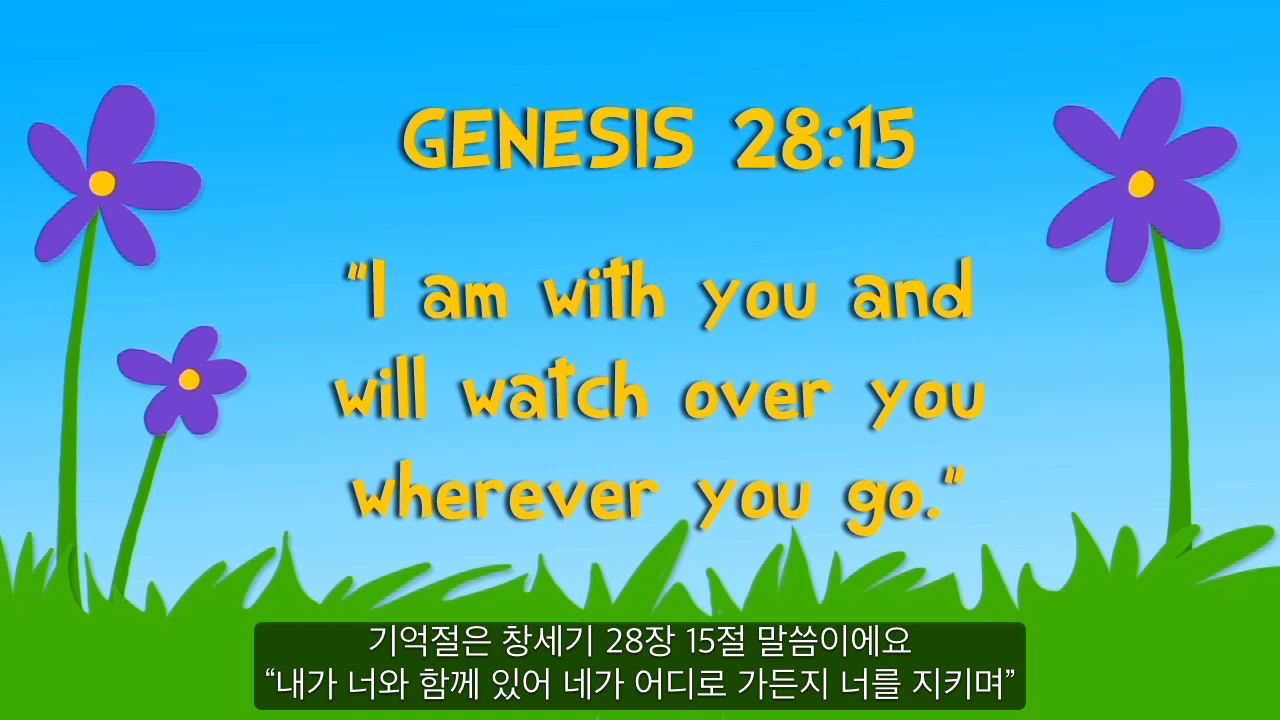 GENESIS 28:15
"I am with you and
will watch over you
wherever you go."
기억절은 창세기 28장 15절 말씀이에요
“내가 너와 함께 있어 네가 어디로 가든지 너를 지키며”